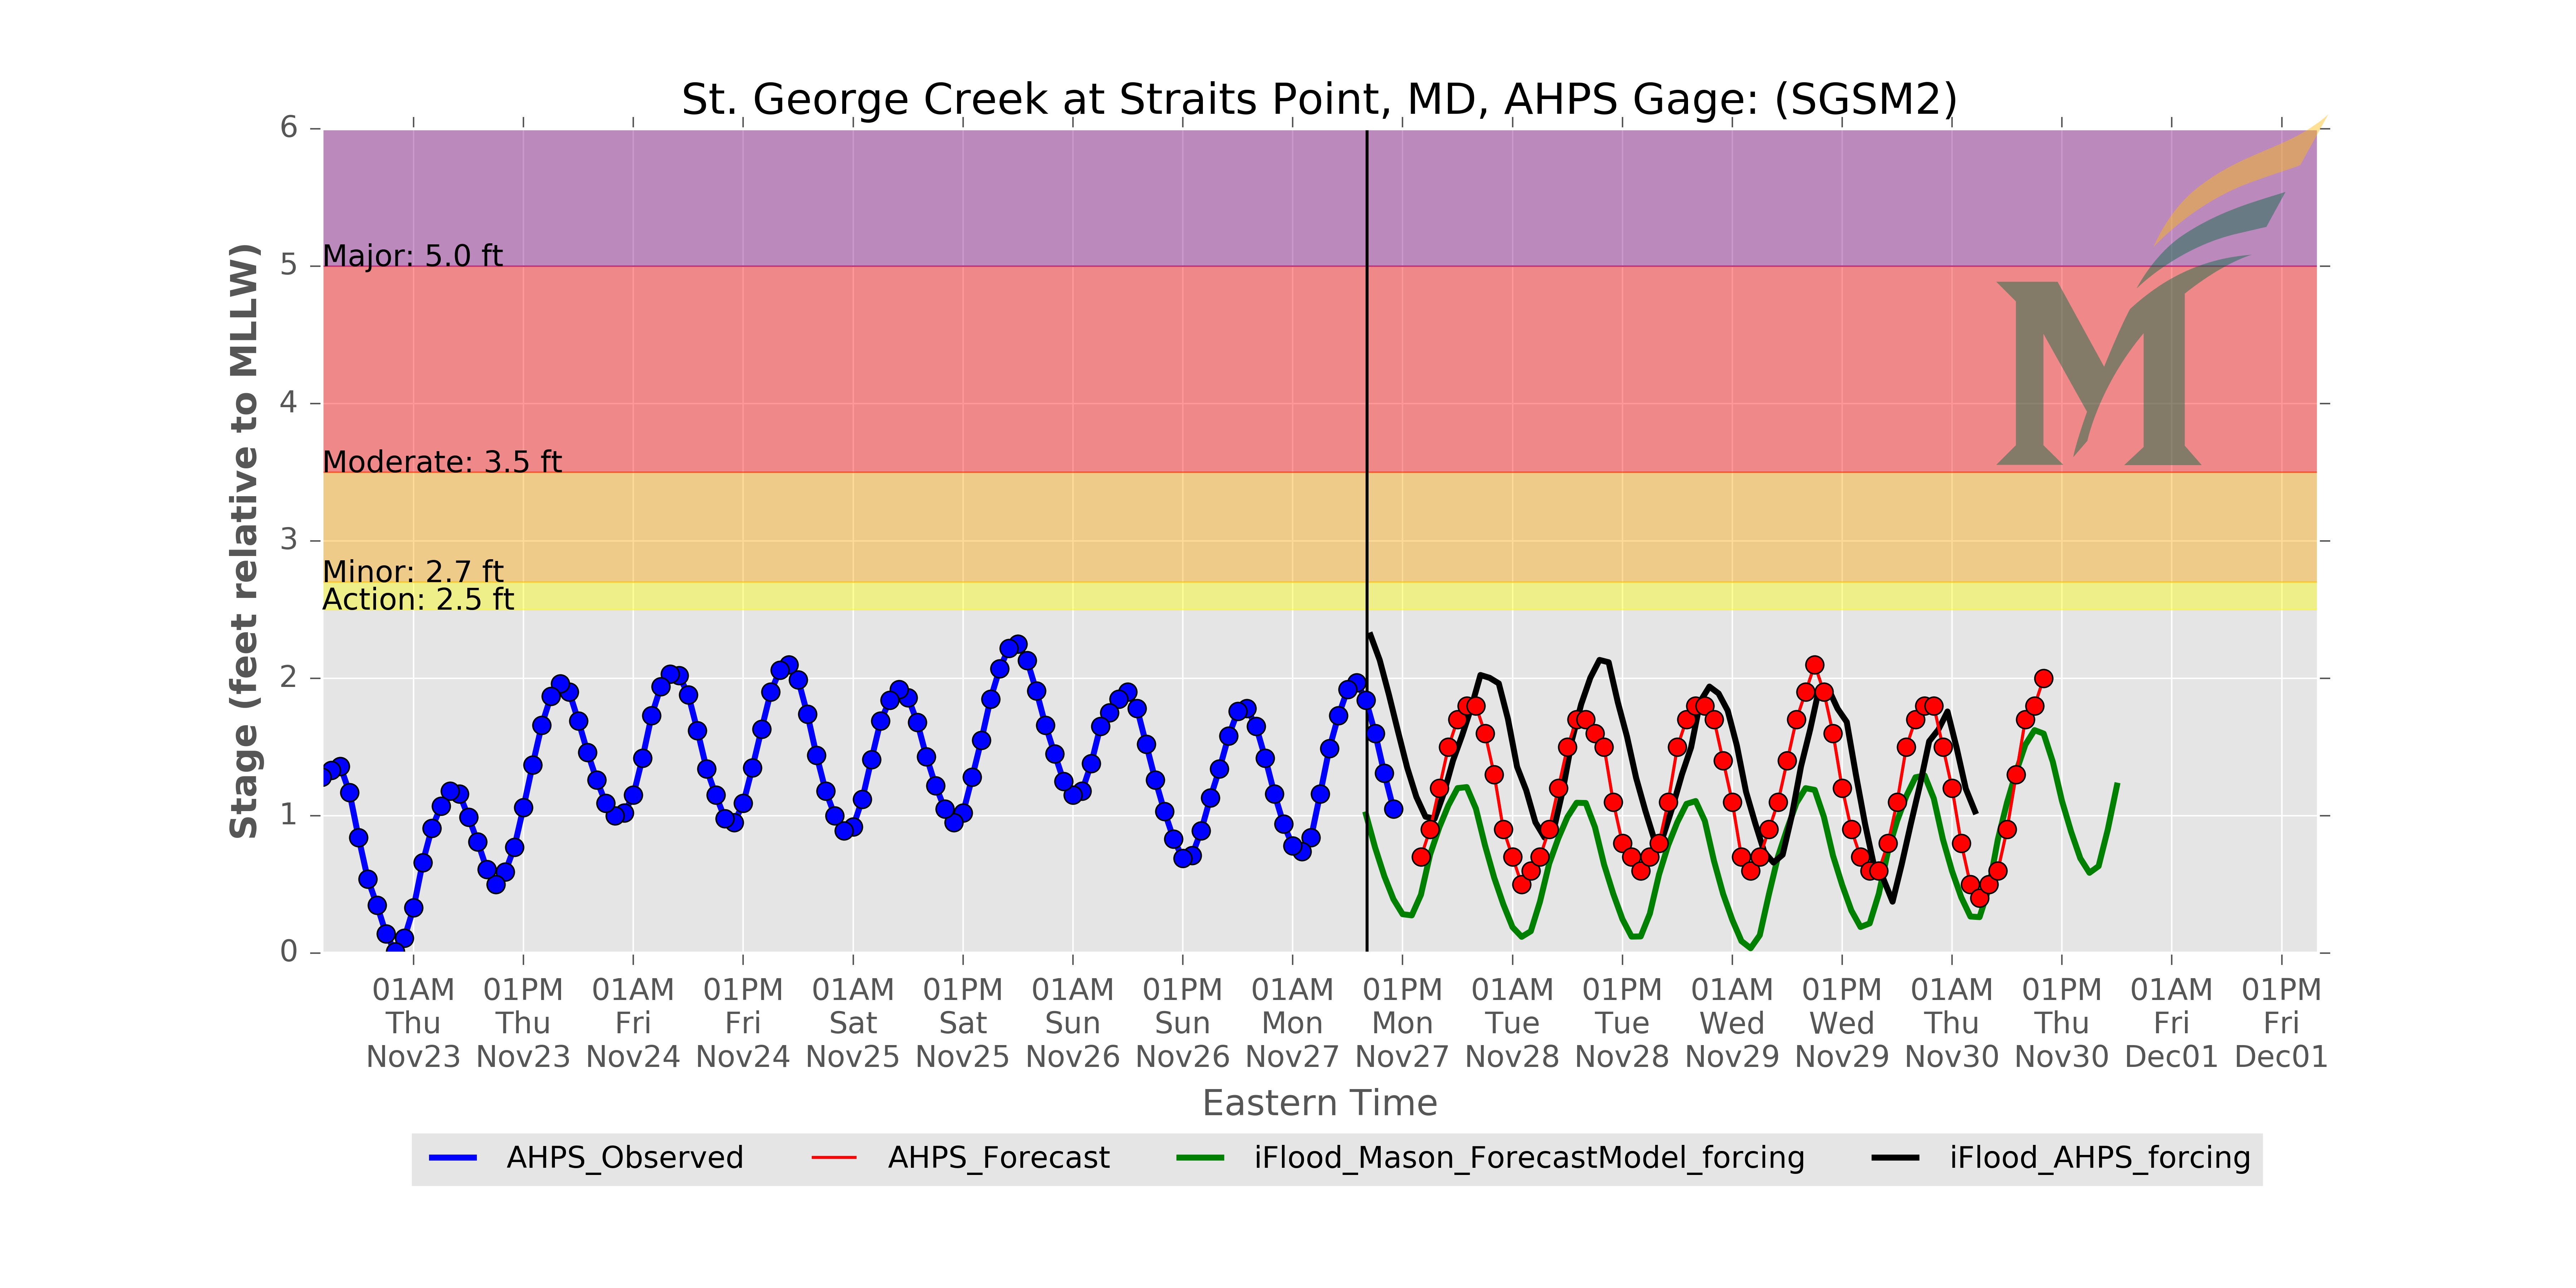 St. George Creek at Straits Point, MD, AHPS Gage: (SGSM2)
Stage (feet relative to MLLW)
6
5
4
3
2
1
0
Major: 5.0 ft
Moderate: 3.5 ft
Minor: 2.7 ft
Action: 2.5 ft
M
01AM 01PM 01AM 01PM 01AM 01PM 01AM 01PM 01AM 01PM 01AM 01PM 01AM 01PM 01AM 01PM 01AM 01PM
Thu Thu Fri Fri Sat Sat Sun Sun Mon Mon Tue Tue Wed Wed Thu Thu Fri Fri
Nov23 Nov23 Nov24 Nov24 Nov25 Nov25 Nov26 Nov26 Nov27 Nov27 Nov28 Nov28 Nov29 Nov29 Nov30 Nov30 Dec01 Dec01
Eastern Time
AHPS_Observed AHPS_Forecast iFlood_Mason_ForecastModel_forcing iFlood_AHPS_forcing